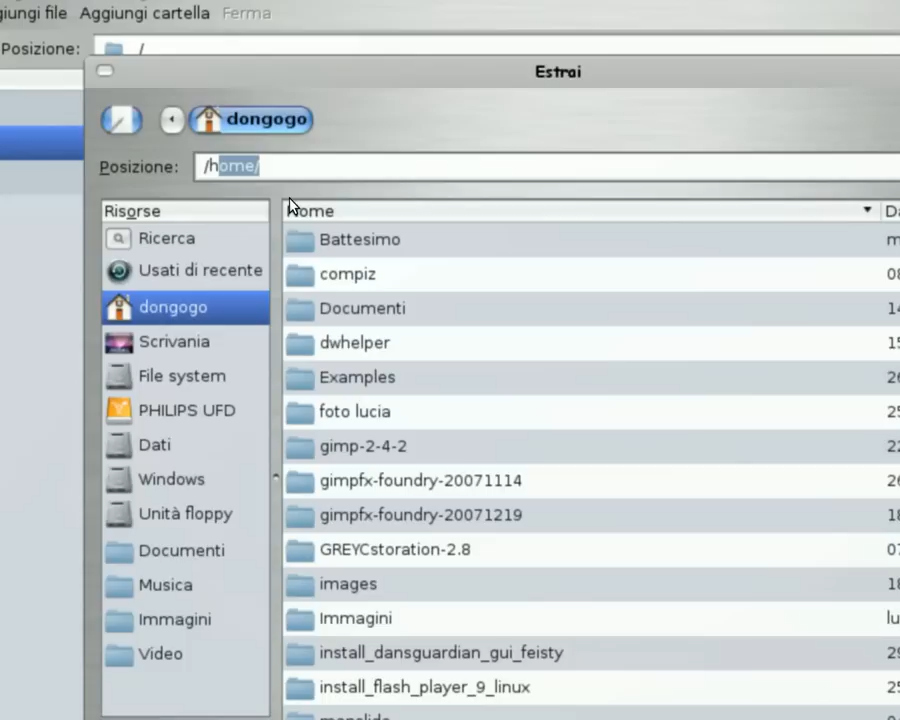 giungi file Aggiungi cartella Ferma
Posizione: /
Estrai
dongogo
Posizione: /home/
Risorse
Nome
Ricerca
Usati di recente
dongogo
Scrivania
File system
PHILIPS UFD
Dati
Windows
Unità floppy
Documenti
Musica
Immagini
Video
Battesimo
compiz
Documenti
dwhelper
Examples
foto lucia
gimp-2-4-2
gimpfx-foundry-20071114
gimpfx-foundry-20071219
GREYCstoration-2.8
images
Immagini
install_dansguardian_gui_feisty
install_flash_player_9_linux